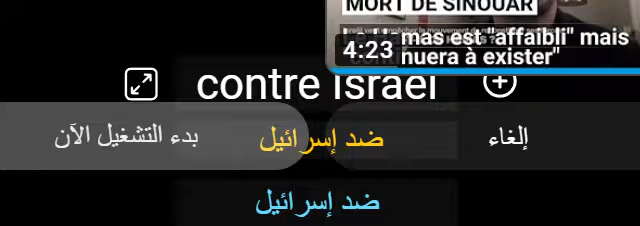 MORT DE SINOUAR
mas est "affaibli" mais
nuera à exister"
4:23
contre Israël
بدء التشغيل الآن
ضد إسرائيل
إلغاء
ضد إسرائيل